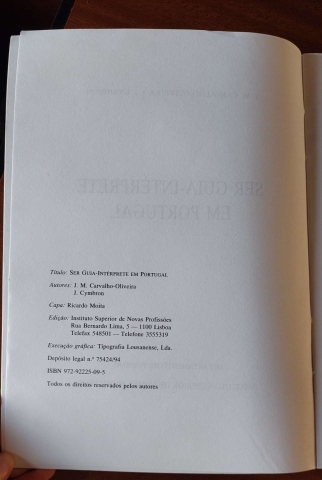 Título: SER GUIA-INTÉRPRETE EM PORTUGAL
Autores: J. M. Carvalho-Oliveira
J. Cymbron
Capa: Ricardo Moita
Edição: Instituto Superior de Novas Profissões
Rua Bernardo Lima, 5 — 1100 Lisboa
Telefax 548501 — Telefone 3555319
Execução gráfica: Tipografia Lousanense, Lda.
Depósito legal n.º 75424/94
ISBN 972-92225-09-5
Todos os direitos reservados pelos autores